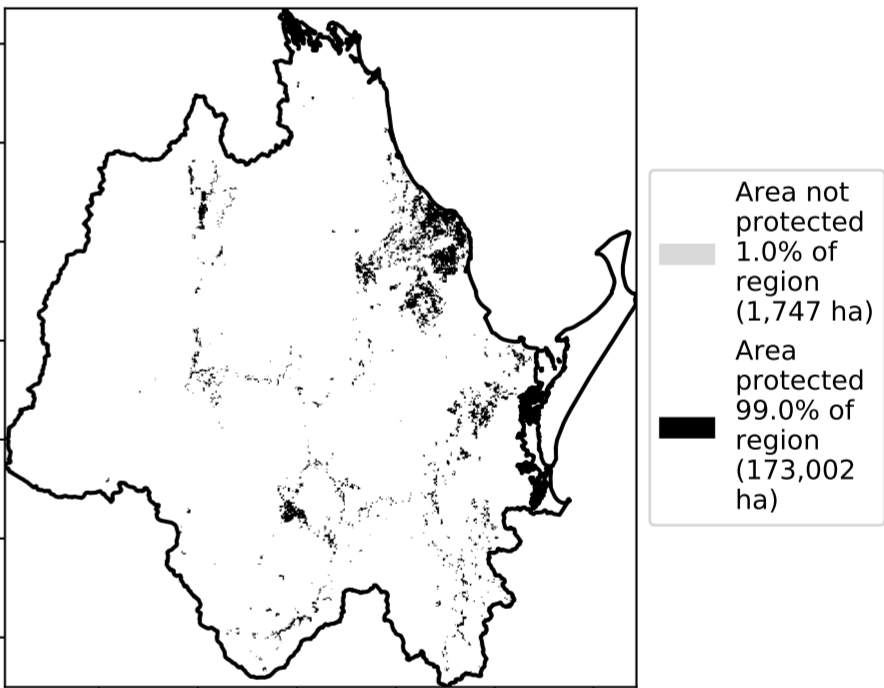 Area not
protected
1.0% of
region
(1,747 ha)
Area
protected
99.0% of
region
(173,002
ha)